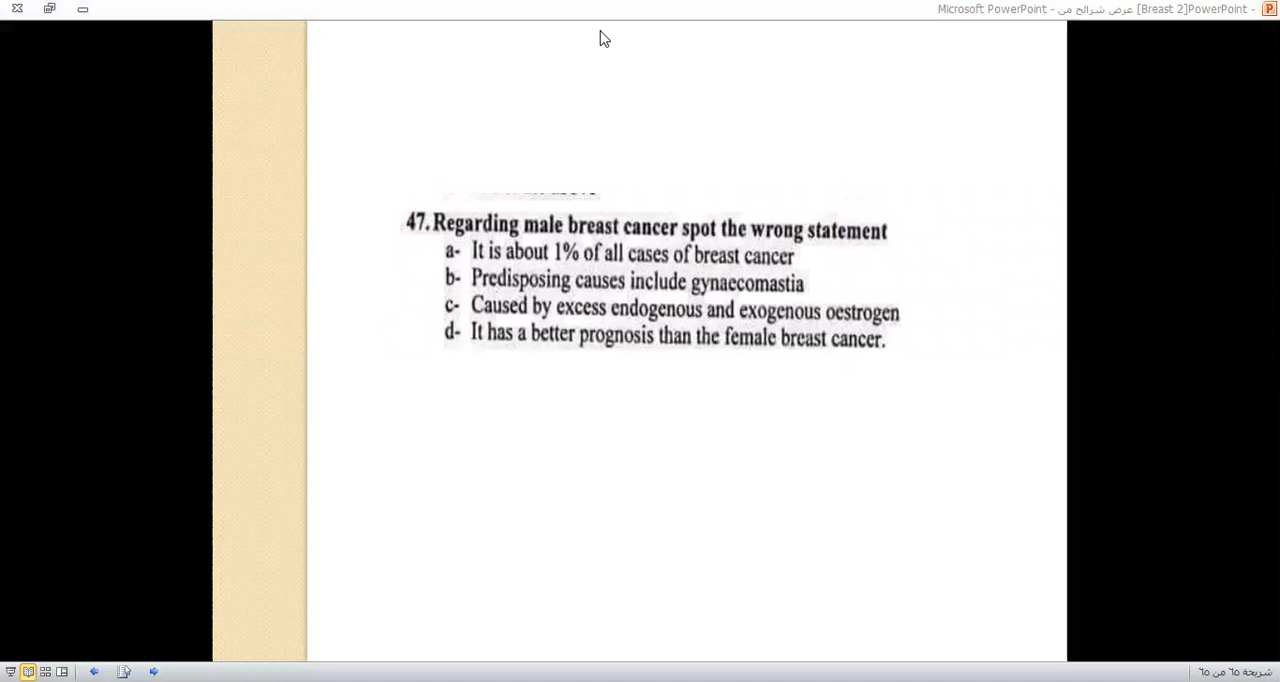 Microsoft PowerPoint - عرض شرائح من - [Breast 2]PowerPoint -
47. Regarding male breast cancer spot the wrong statement
a- It is about 1% of all cases of breast cancer
b- Predisposing causes include gynaecomastia
c- Caused by excess endogenous and exogenous oestrogen
d- It has a better prognosis than the female breast cancer.
شريحة ٦٥ من ٦٥